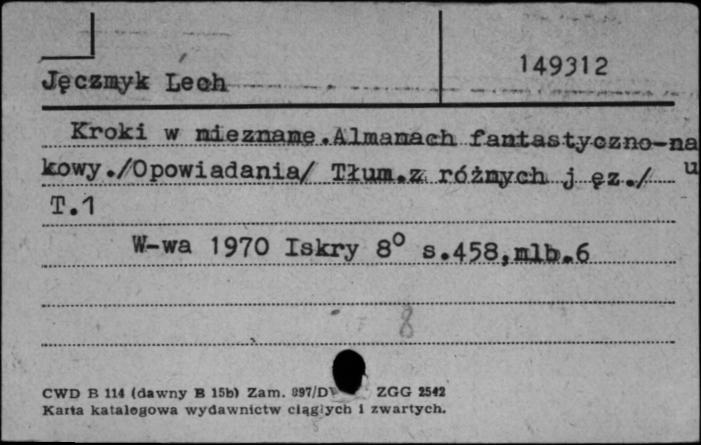 149312
Jęczmyk Lech
Kroki w nieznane.Almanach fantastyczno-na
kowy./Opowiadania/ Tłum.z różnych j ęz./ u
T.1
W-wa 1970 Iskry 8⁰ s.458,nlb.6
8
CWD B 114 (dawny B 15b) Zam. 897/D ZGG 2542
Karta katalogowa wydawnictw ciągłych i zwartych.